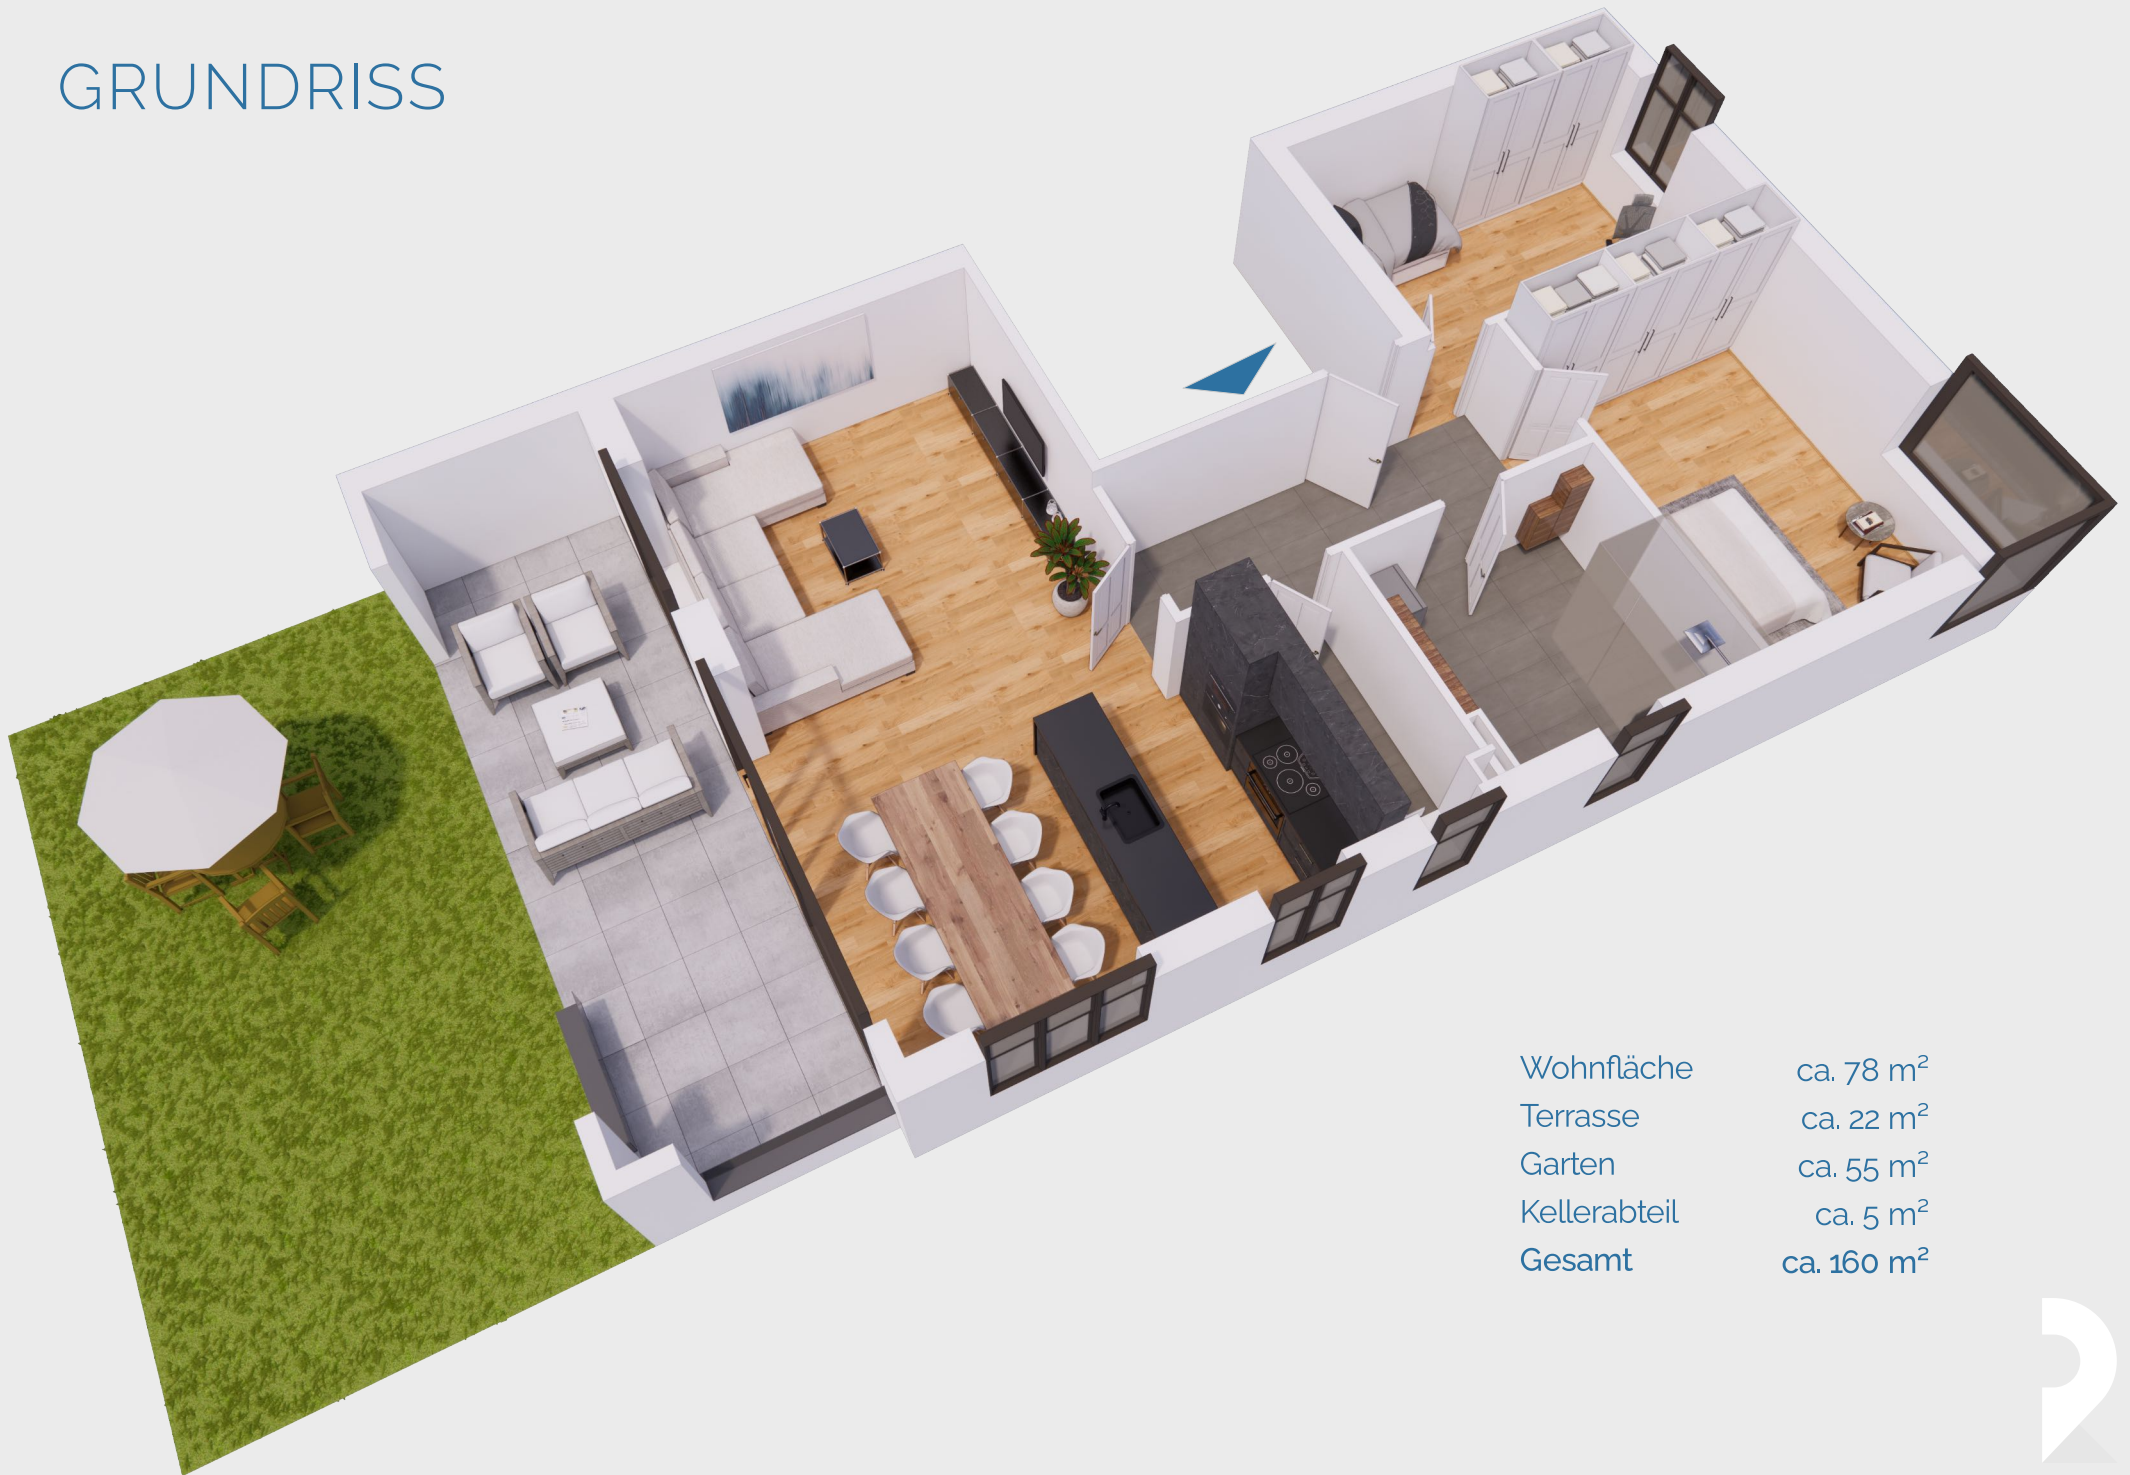 GRUNDRISS
Wohnfläche ca. 78 m²
Terrasse ca. 22 m²
Garten ca. 55 m²
Kellerabteil ca. 5 m²
Gesamt ca. 160 m²